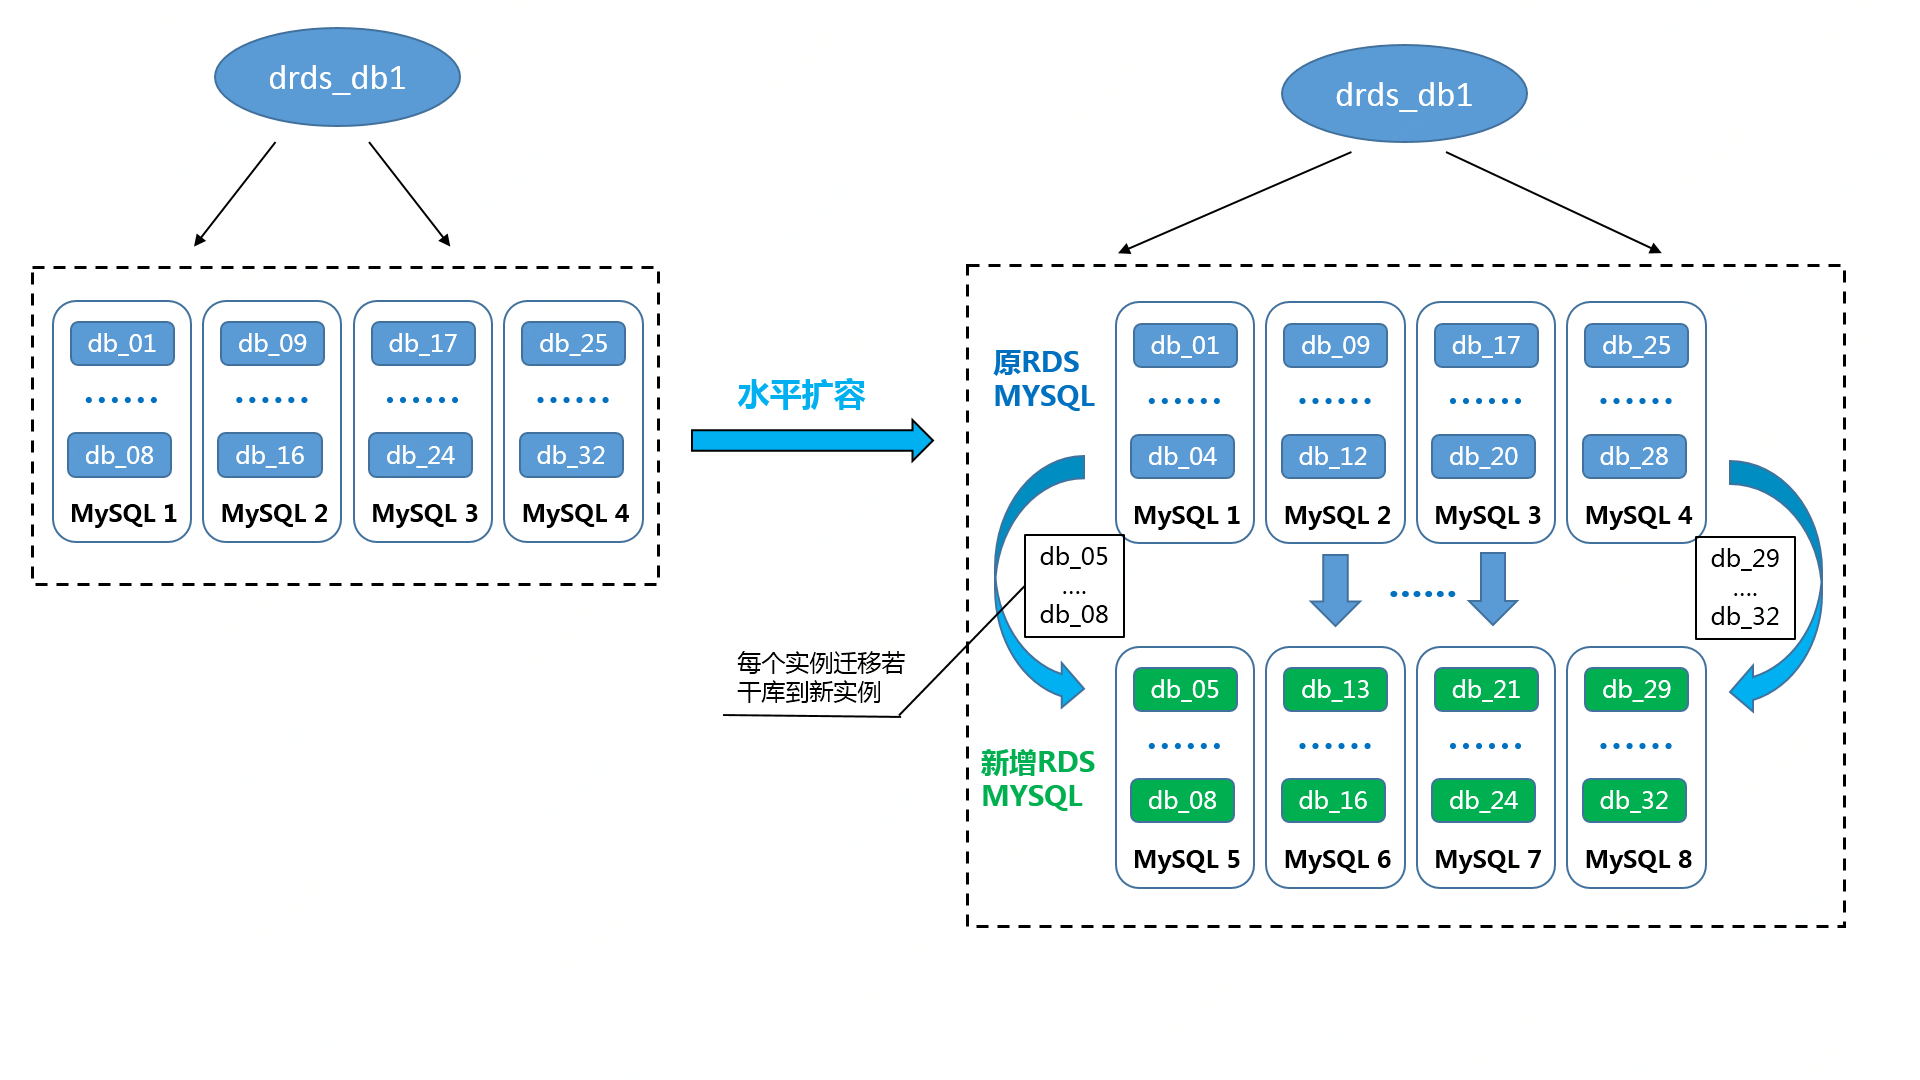 drds_db1
db_01
db_09
db_17
db_25
······
······
······
······
db_08
db_16
db_24
db_32
MySQL 1
MySQL 2
MySQL 3
MySQL 4
水平扩容
drds_db1
原RDS
MYSQL
db_01
db_09
db_17
db_25
······
······
······
······
db_04
db_12
db_20
db_28
MySQL 1
MySQL 2
MySQL 3
MySQL 4
db_05
....
db_08
······
db_29
....
db_32
每个实例迁移若
干库到新实例
新增RDS
MYSQL
db_05
db_13
db_21
db_29
······
······
······
······
db_08
db_16
db_24
db_32
MySQL 5
MySQL 6
MySQL 7
MySQL 8